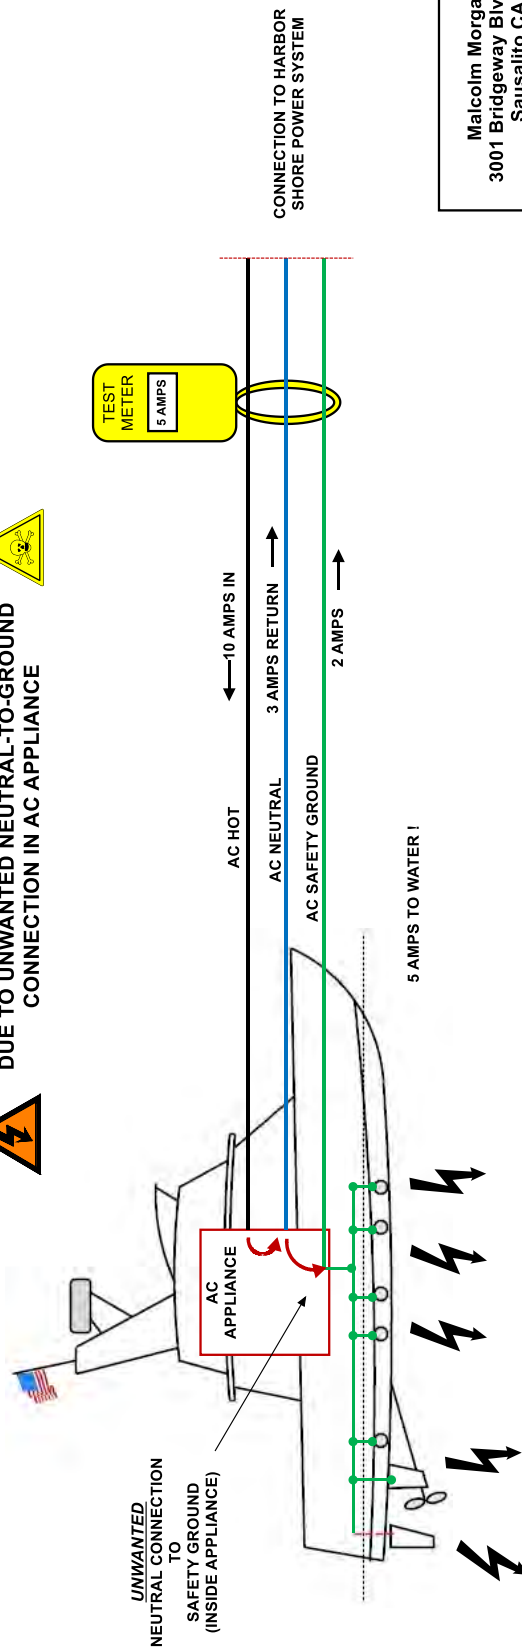 DUE TO UNWANTED NEUTRAL-TO-GROUND
CONNECTION IN AC APPLIANCE
UNWANTED
NEUTRAL CONNECTION
TO
SAFETY GROUND
(INSIDE APPLIANCE)
AC
APPLIANCE
AC HOT
10 AMPS IN
AC NEUTRAL
3 AMPS RETURN
AC SAFETY GROUND
2 AMPS
5 AMPS TO WATER !
TEST
METER
5 AMPS
CONNECTION TO HARBOR
SHORE POWER SYSTEM
Malcolm Morga
3001 Bridgeway Blv
Sausalito CA